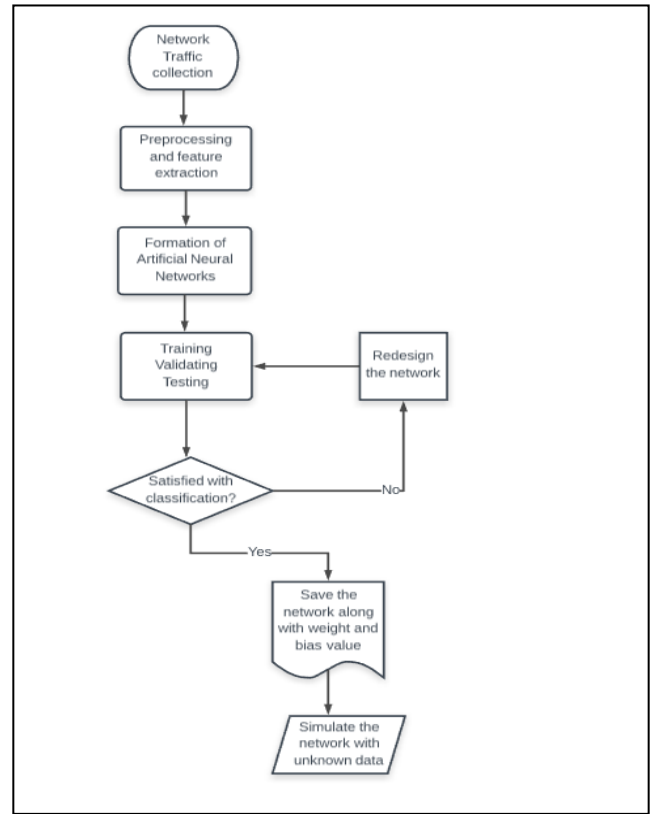 Network
Traffic
collection
Preprocessing
and feature
extraction
Formation of
Artificial Neural
Networks
Training
Validating
Testing
Redesign
the network
Satisfied with
classification?
No
Yes
Save the
network along
with weight and
bias value
Simulate the
network with
unknown data